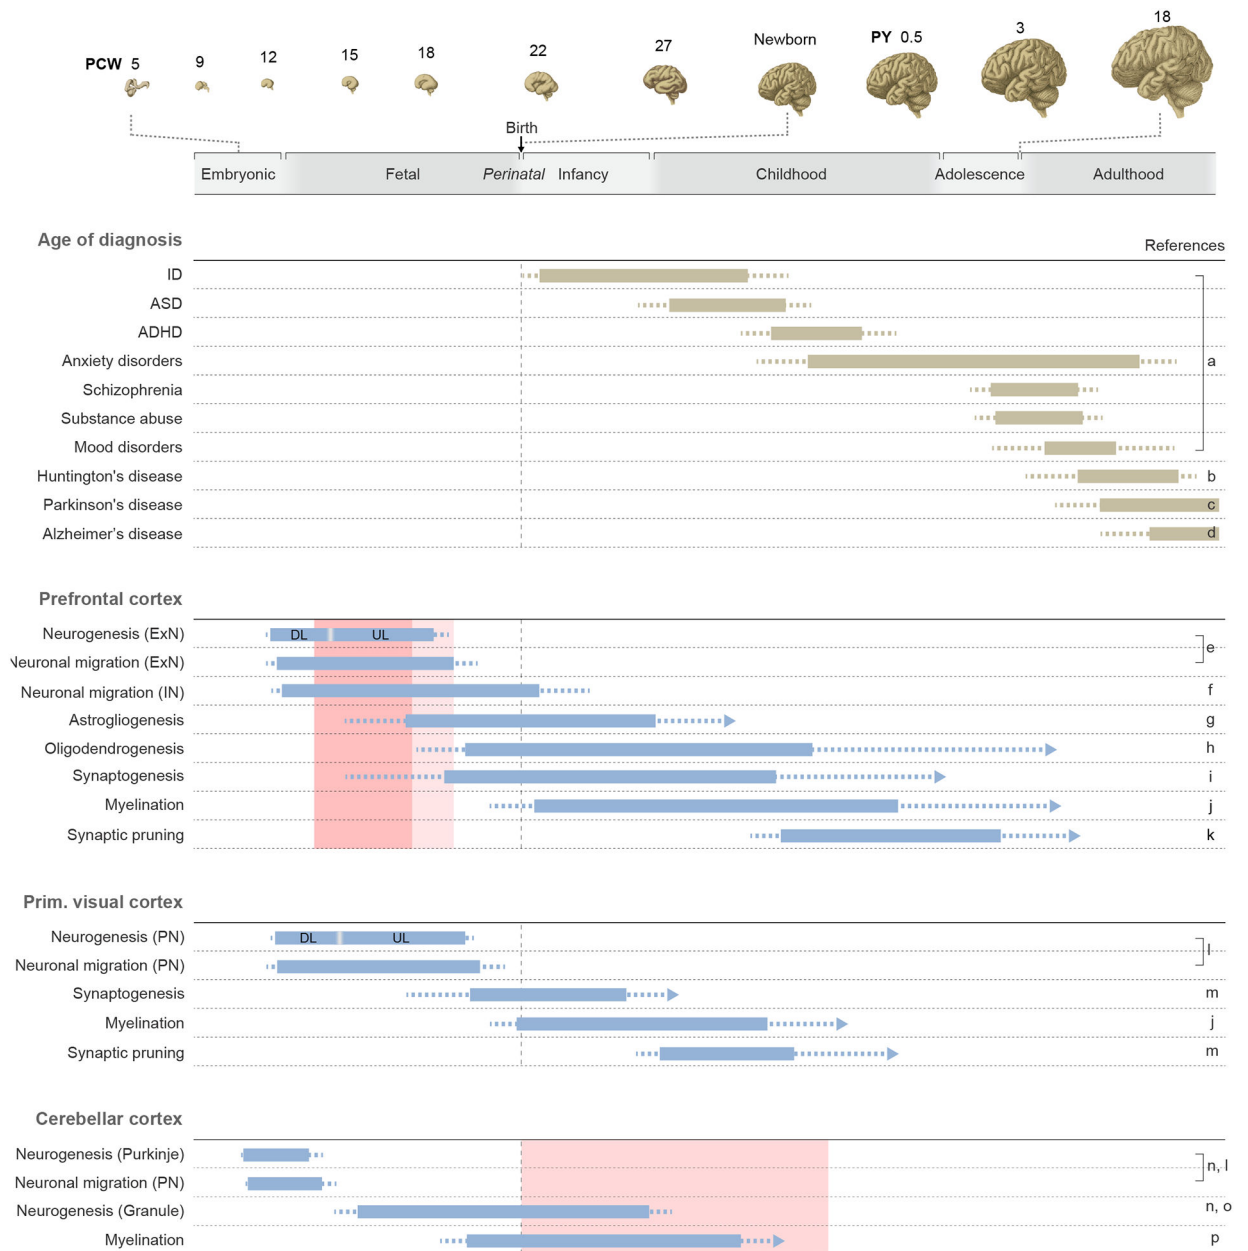 PCW 5 9 12 15 18 22 27 Newborn PY 0.5 3 18
Birth
Embryonic Fetal Perinatal Infancy Childhood Adolescence Adulthood
Age of diagnosis
References
ID
ASD
ADHD
Anxiety disorders a
Schizophrenia
Substance abuse
Mood disorders
Huntington's disease b
Parkinson's disease c
Alzheimer’s disease d
Prefrontal cortex
Neurogenesis (ExN) DL UL
e
Neuronal migration (ExN)
Neuronal migration (IN) f
Astrogliogenesis g
Oligodendrogenesis h
Synaptogenesis i
Myelination j
Synaptic pruning k
Prim. visual cortex
Neurogenesis (PN) DL UL
l
Neuronal migration (PN)
Synaptogenesis m
Myelination j
Synaptic pruning m
Cerebellar cortex
Neurogenesis (Purkinje)
n, l
Neuronal migration (PN)
Neurogenesis (Granule) n, o
Myelination p